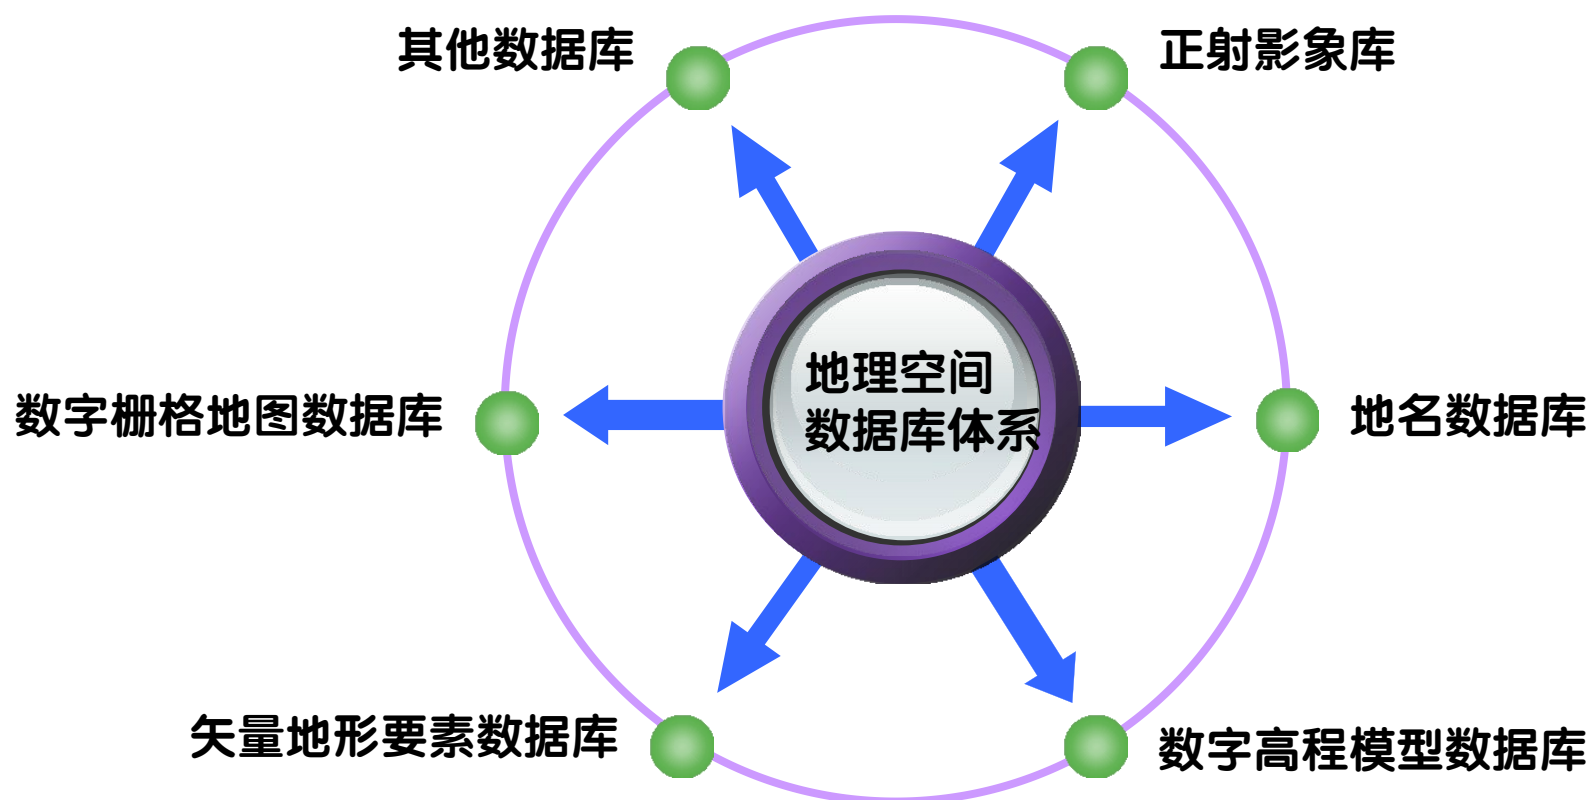 其他数据库
正射影象库
地理空间
数据库体系
数字栅格地图数据库
地名数据库
矢量地形要素数据库
数字高程模型数据库